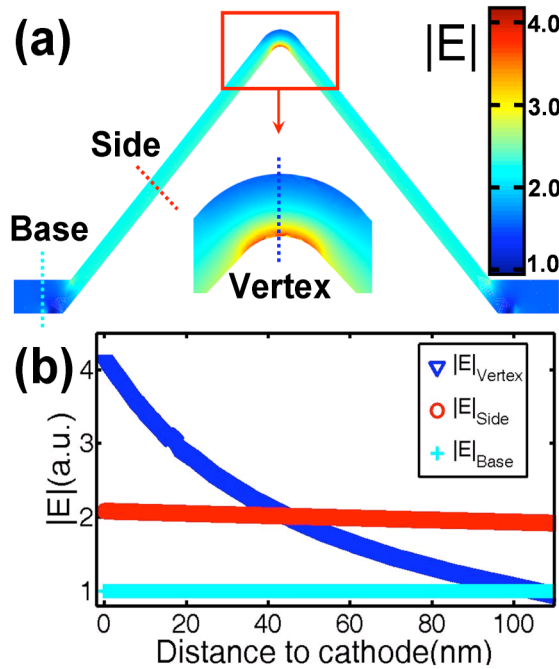 (a)
|E|
4.0
3.0
2.0
1.0
Side
Base
Vertex
(b)
|E|(a.u.)
4
3
2
1
|E|Vertex
|E|Side
|E|Base
0 20 40 60 80 100
Distance to cathode(nm)